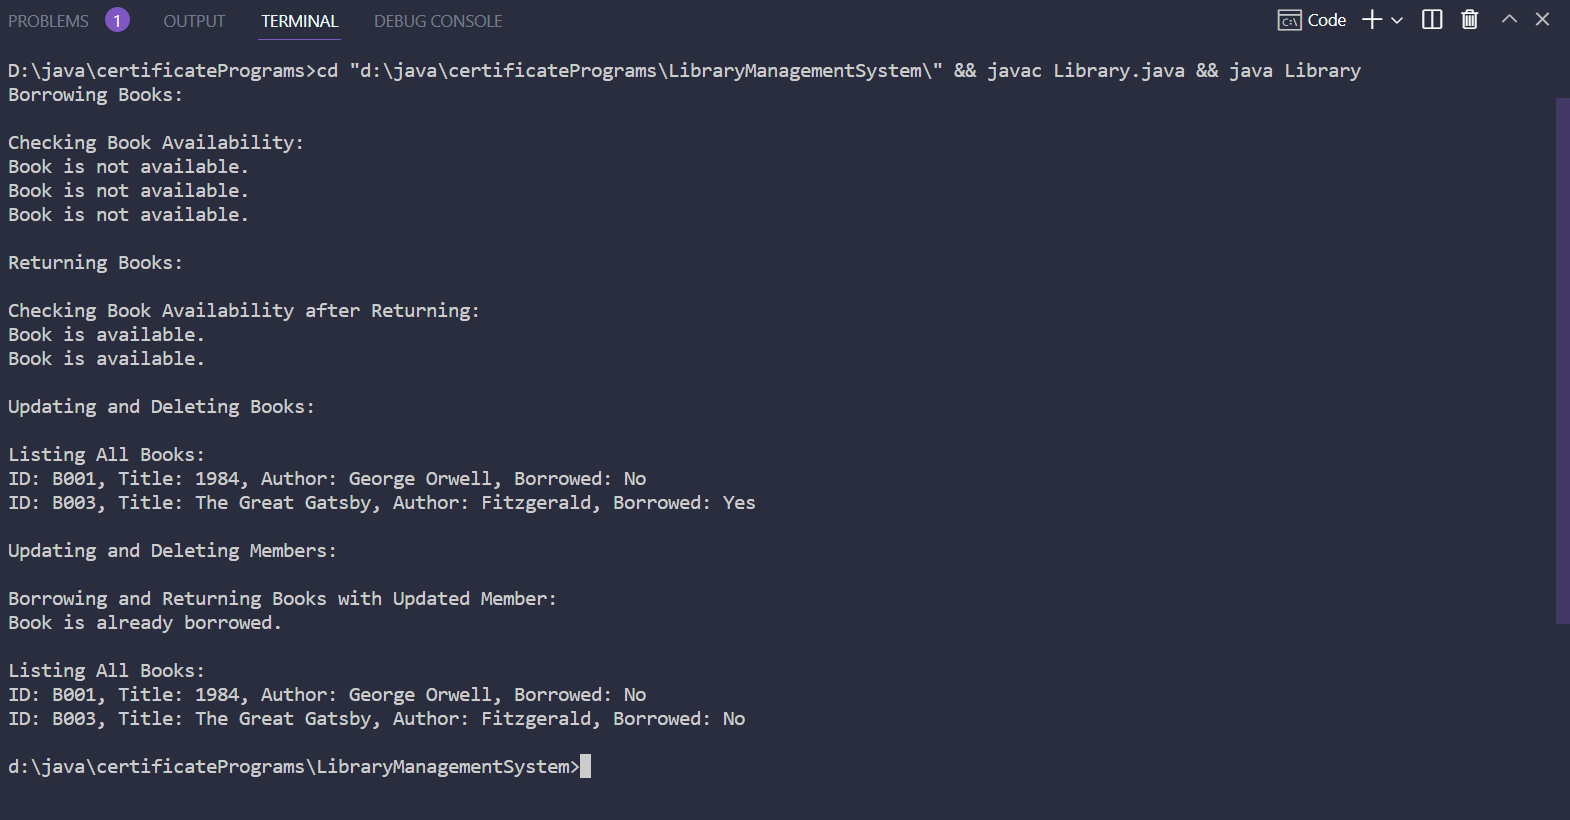 PROBLEMS 1 OUTPUT TERMINAL DEBUG CONSOLE Code
D:\java\certificatePrograms>cd "d:\java\certificatePrograms\LibraryManagementSystem\" && javac Library.java && java Library
Borrowing Books:
Checking Book Availability:
Book is not available.
Book is not available.
Book is not available.
Returning Books:
Checking Book Availability after Returning:
Book is available.
Book is available.
Updating and Deleting Books:
Listing All Books:
ID: B001, Title: 1984, Author: George Orwell, Borrowed: No
ID: B003, Title: The Great Gatsby, Author: Fitzgerald, Borrowed: Yes
Updating and Deleting Members:
Borrowing and Returning Books with Updated Member:
Book is already borrowed.
Listing All Books:
ID: B001, Title: 1984, Author: George Orwell, Borrowed: No
ID: B003, Title: The Great Gatsby, Author: Fitzgerald, Borrowed: No
d:\java\certificatePrograms\LibraryManagementSystem>